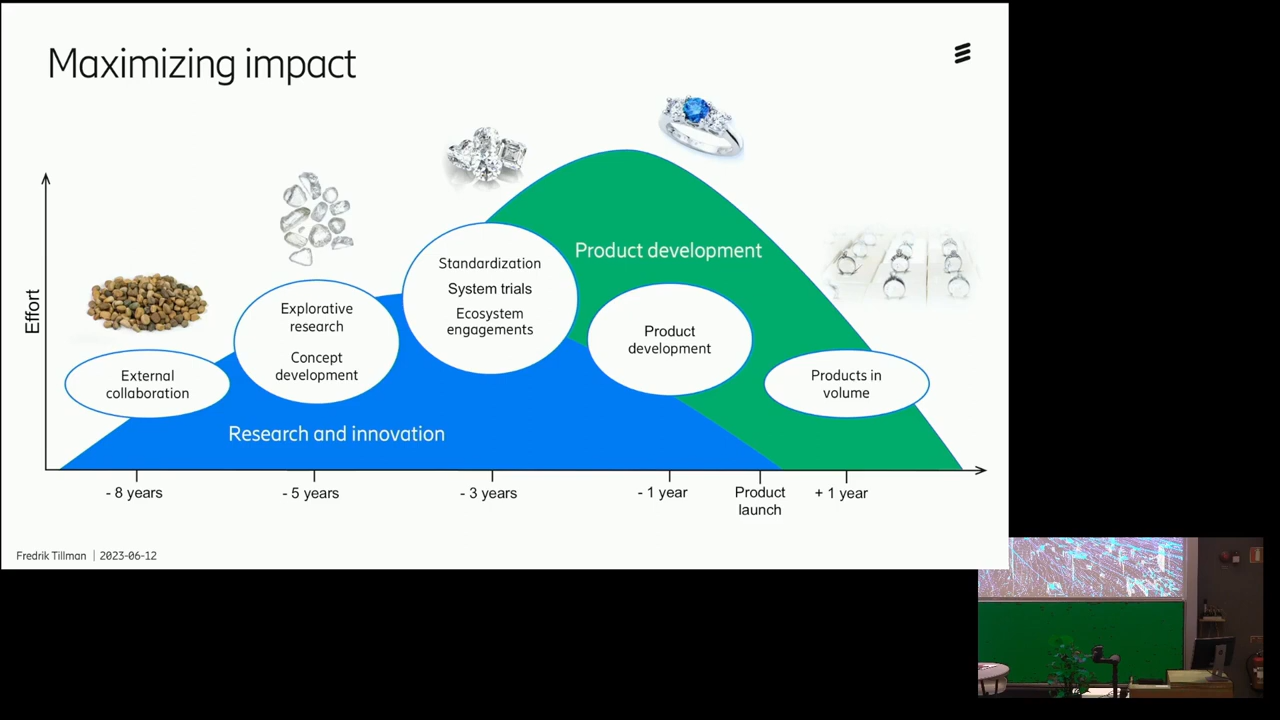 Maximizing impact
Effort
External
collaboration
Explorative
research
Concept
development
Standardization
System trials
Ecosystem
engagements
Product development
Product
development
Products in
volume
Research and innovation
- 8 years
- 5 years
- 3 years
- 1 year
Product
launch
+ 1 year
Fredrik Tillman | 2023-06-12